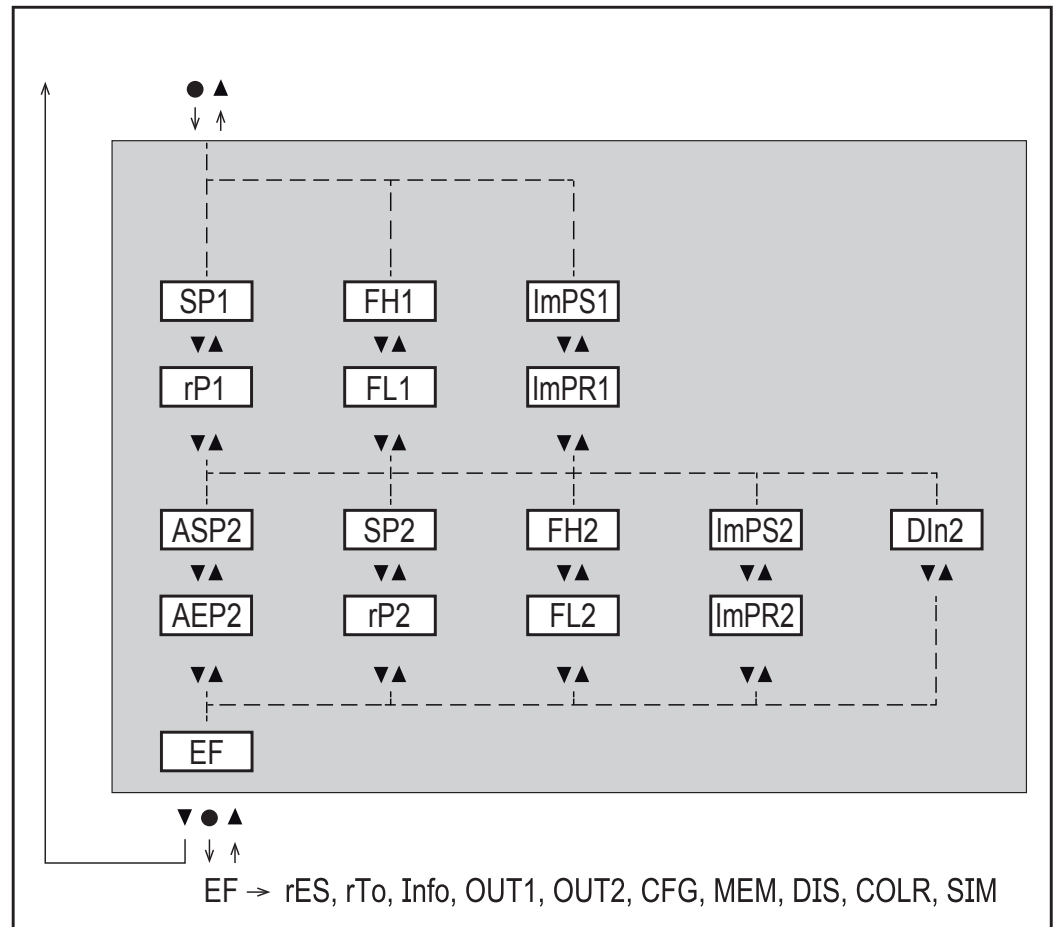 SP1 FH1 ImPS1
rP1 FL1 ImPR1
ASP2 SP2 FH2 ImPS2 DIn2
AEP2 rP2 FL2 ImPR2
EF
EF → rES, rTo, Info, OUT1, OUT2, CFG, MEM, DIS, COLR, SIM